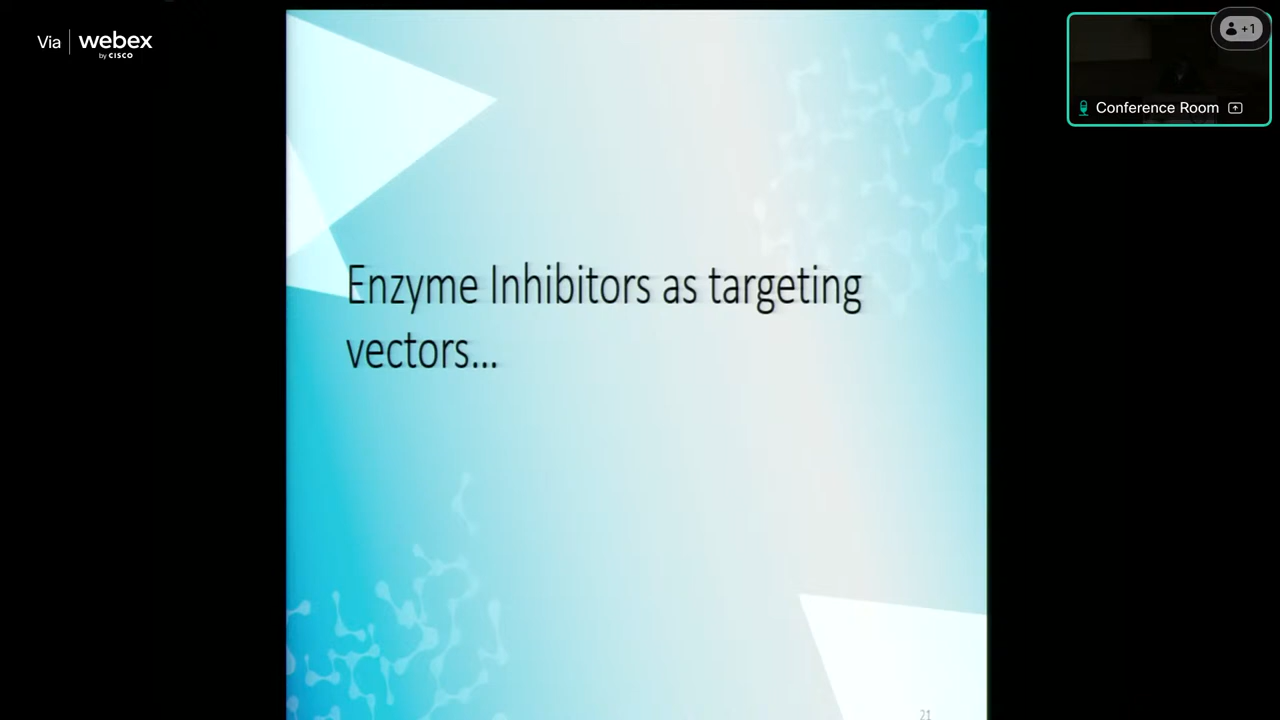 Via webex
by CISCO
+1
Conference Room
Enzyme Inhibitors as targeting
vectors...
21